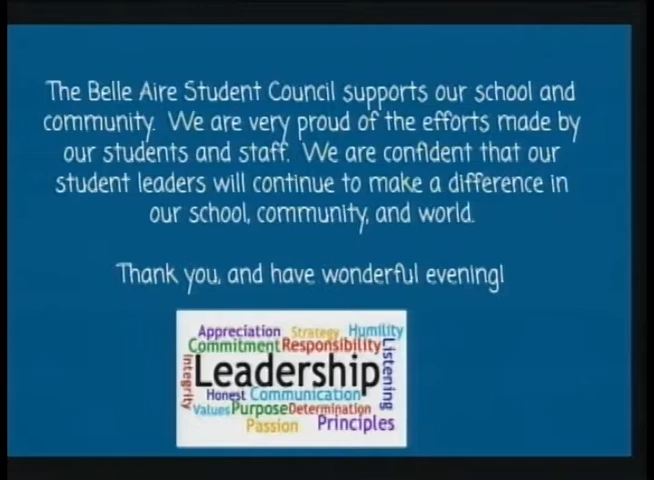 The Belle Aire Student Council supports our school and
community. We are very proud of the efforts made by
our students and staff. We are confident that our
student leaders will continue to make a difference in
our school, community, and world.
Thank you, and have wonderful evening!
Appreciation Strategy Humility
Commitment Responsibility
Integrity
Leadership
Listening
Honest Communication
Values Purpose Determination
Passion Principles